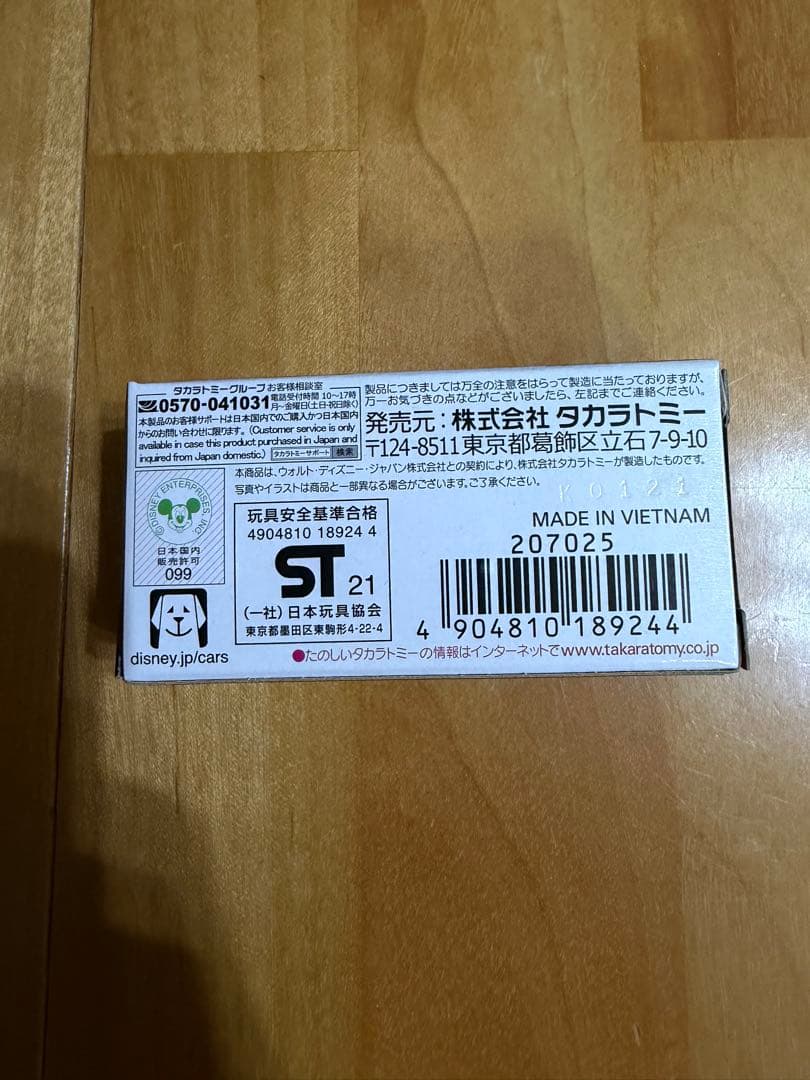 タカラトミーグループ お客様相談室
0570-041031 電話受付時間 10〜17時
月〜金曜日(土日・祝日除く)
本製品のお客様サポートは日本国内でのご購入かつ日本国内
からのお問い合わせに限ります。(Customer service is only
available in case this product purchased in Japan and
inquired from Japan domestic.) タカラトミーサポート 検索
製品につきましては万全の注意をはらって製造に当たっておりますが、
万一お気づきの点などがございましたら、左記までご連絡ください。
発売元:株式会社 タカラトミー
〒124-8511 東京都葛飾区立石7-9-10
本商品は、ウォルト・ディズニー・ジャパン株式会社との契約により、株式会社タカラトミーが製造したものです。
写真やイラストは商品と一部異なる場合がございます。ご了承ください。
K0121
©DISNEY ENTERPRISES, INC.
日本国内
販売許可
099
disney.jp/cars
玩具安全基準合格
4904810 18924 4
ST 21
(一社)日本玩具協会
東京都墨田区東駒形4-22-4
MADE IN VIETNAM
207025
4 904810 189244
●たのしいタカラトミーの情報はインターネットでwww.takaratomy.co.jp